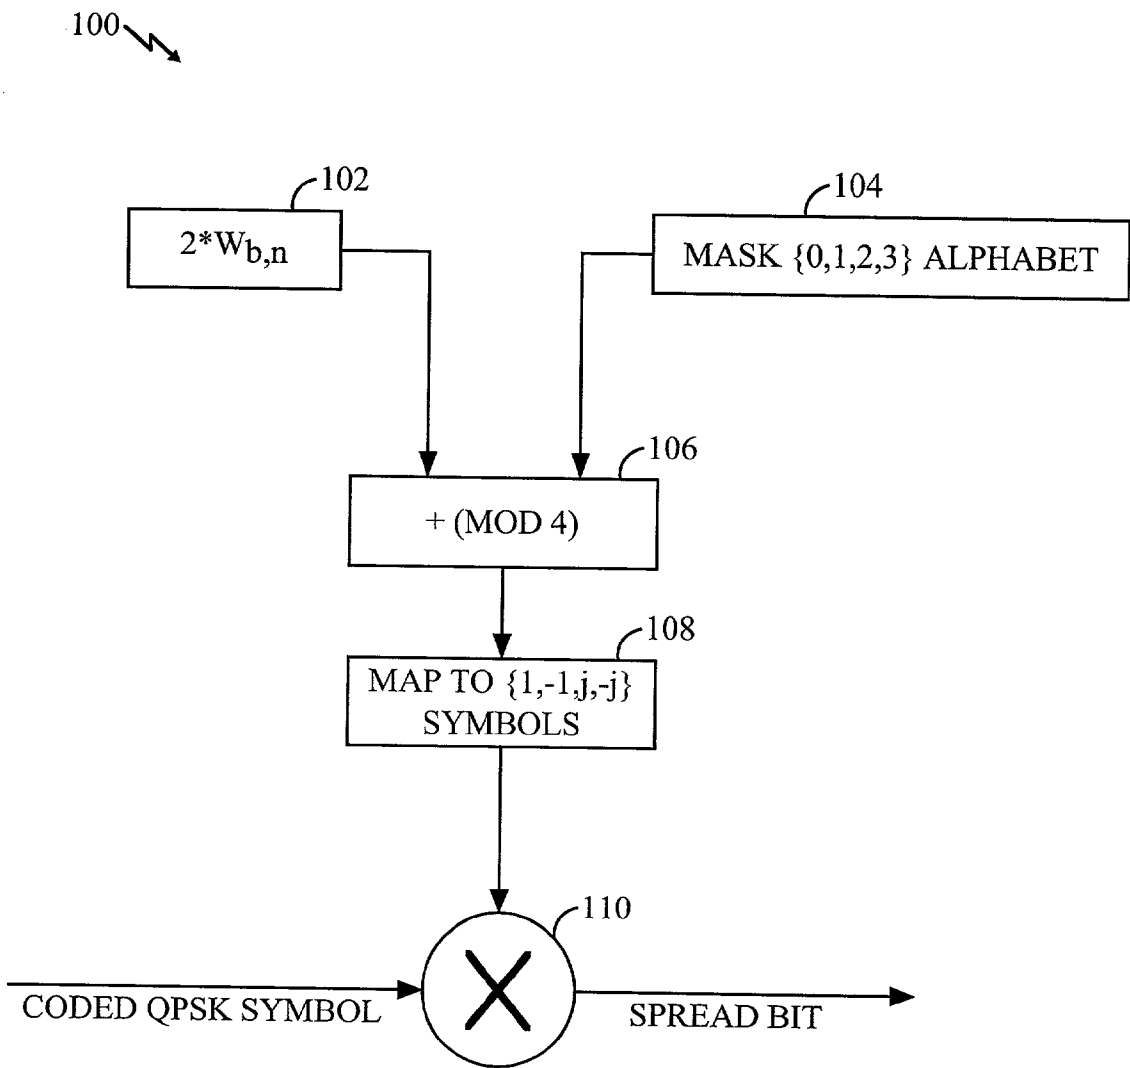 100
102
2*Wb,n
104
MASK {0,1,2,3} ALPHABET
106
+ (MOD 4)
108
MAP TO {1,-1,j,-j}
SYMBOLS
110
CODED QPSK SYMBOL
SPREAD BIT